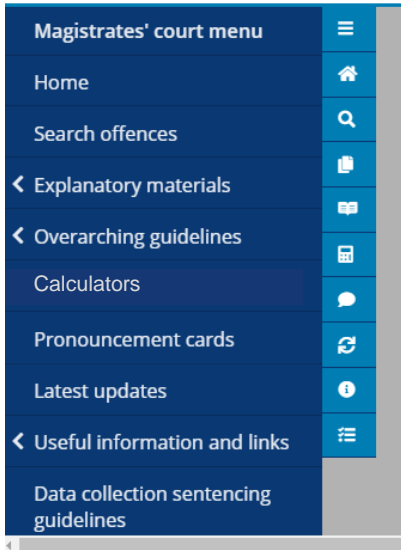 Magistrates' court menu
Home
Search offences
Explanatory materials
Overarching guidelines
Calculators
Pronouncement cards
Latest updates
Useful information and links
Data collection sentencing
guidelines